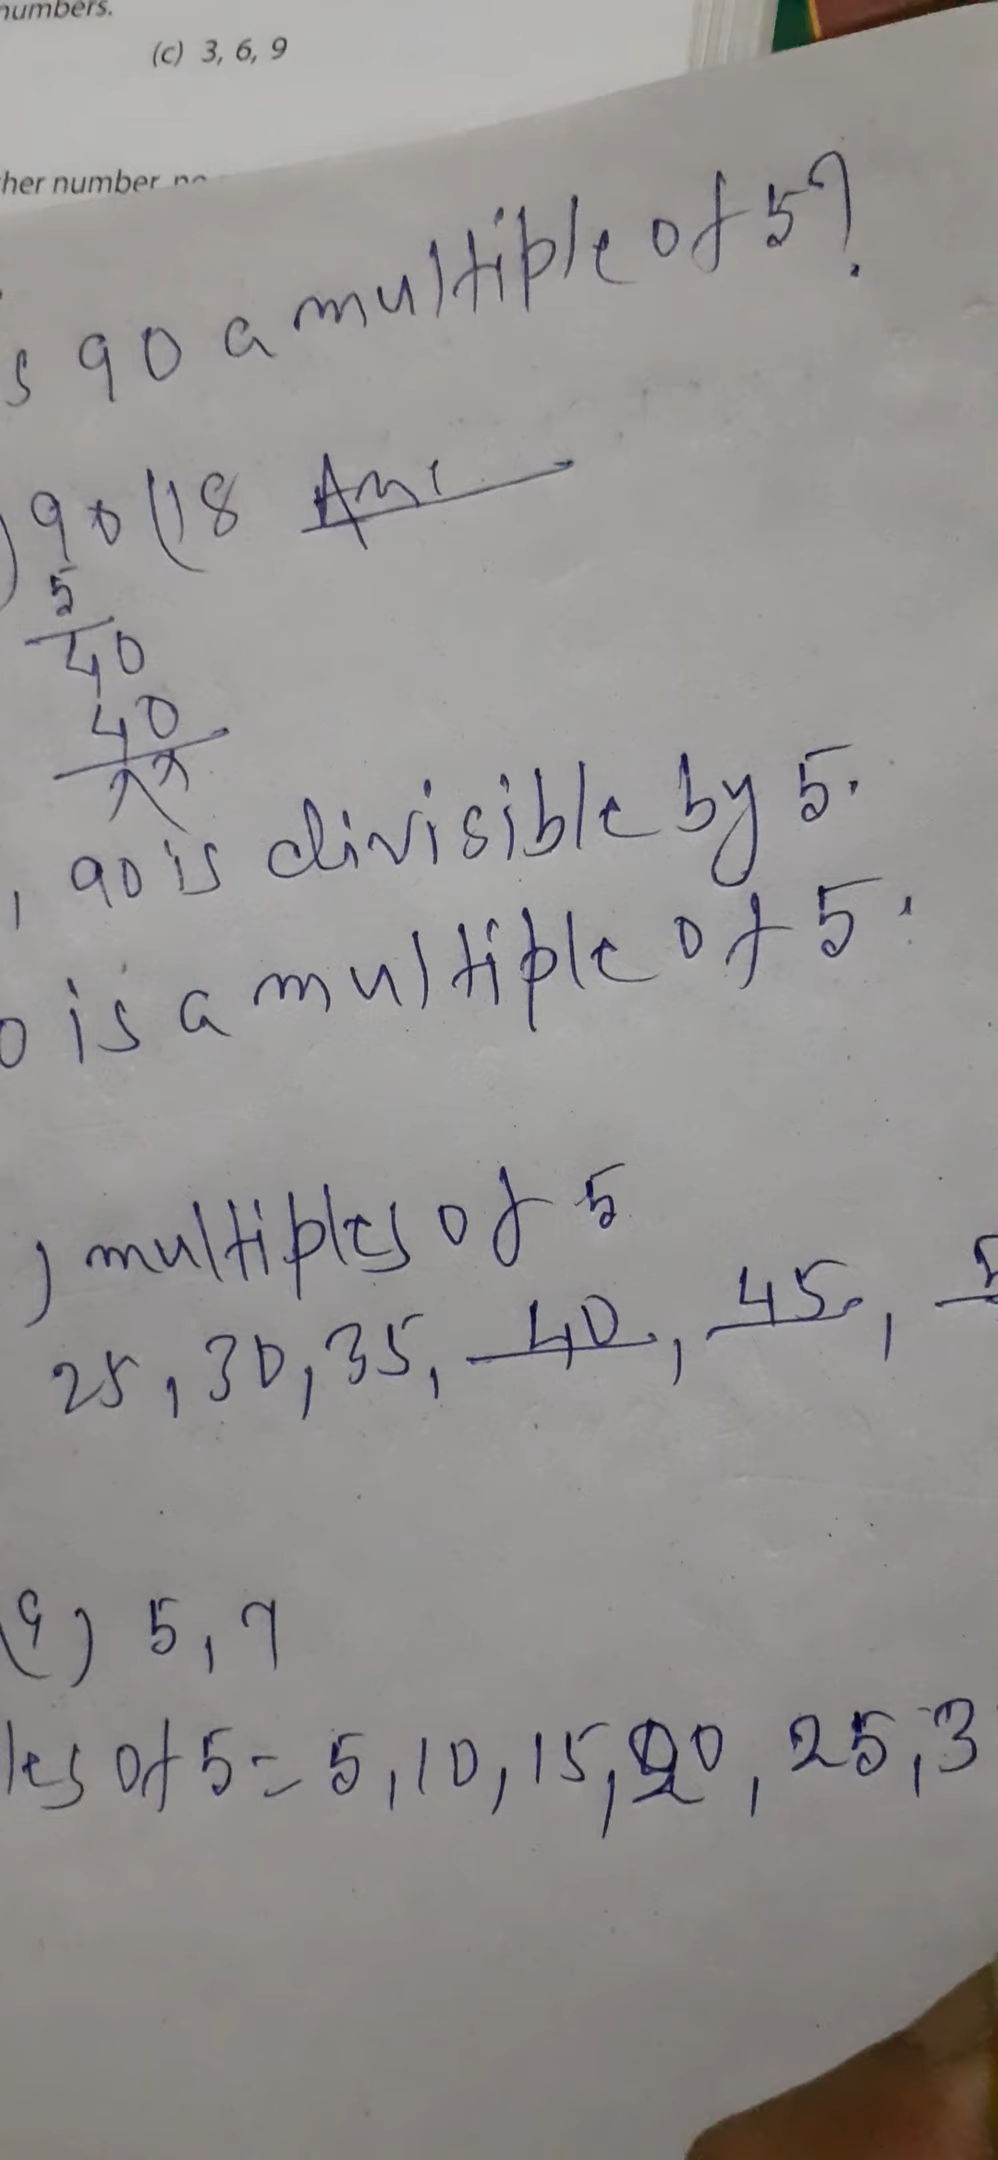 numbers.
(c) 3, 6, 9
her number
s 90 a multiple of 5?
) 90 ( 18 Ans
5
40
40
××
, 90 is divisible by 5.
0 is a multiple of 5.
) multiples of 5
25, 30, 35, 40, 45, 5
(a) 5, 7
les of 5 = 5, 10, 15, 20, 25, 3